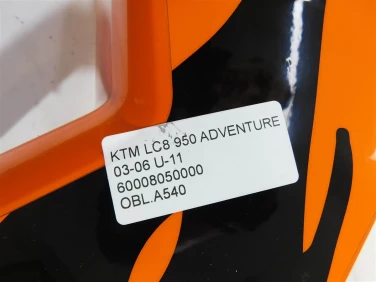 KTM LC8 950 ADVENTURE
03-06 U-11
60008050000
OBL.A540